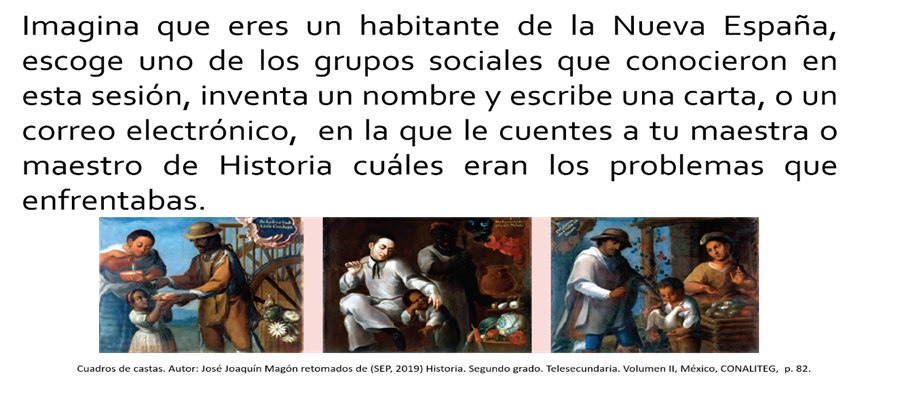 Imagina que eres un habitante de la Nueva España,
escoge uno de los grupos sociales que conocieron en
esta sesión, inventa un nombre y escribe una carta, o un
correo electrónico, en la que le cuentes a tu maestra o
maestro de Historia cuáles eran los problemas que
enfrentabas.
Cuadros de castas. Autor: José Joaquín Magón retomados de (SEP, 2019) Historia. Segundo grado. Telesecundaria. Volumen II, México, CONALITEG, p. 82.